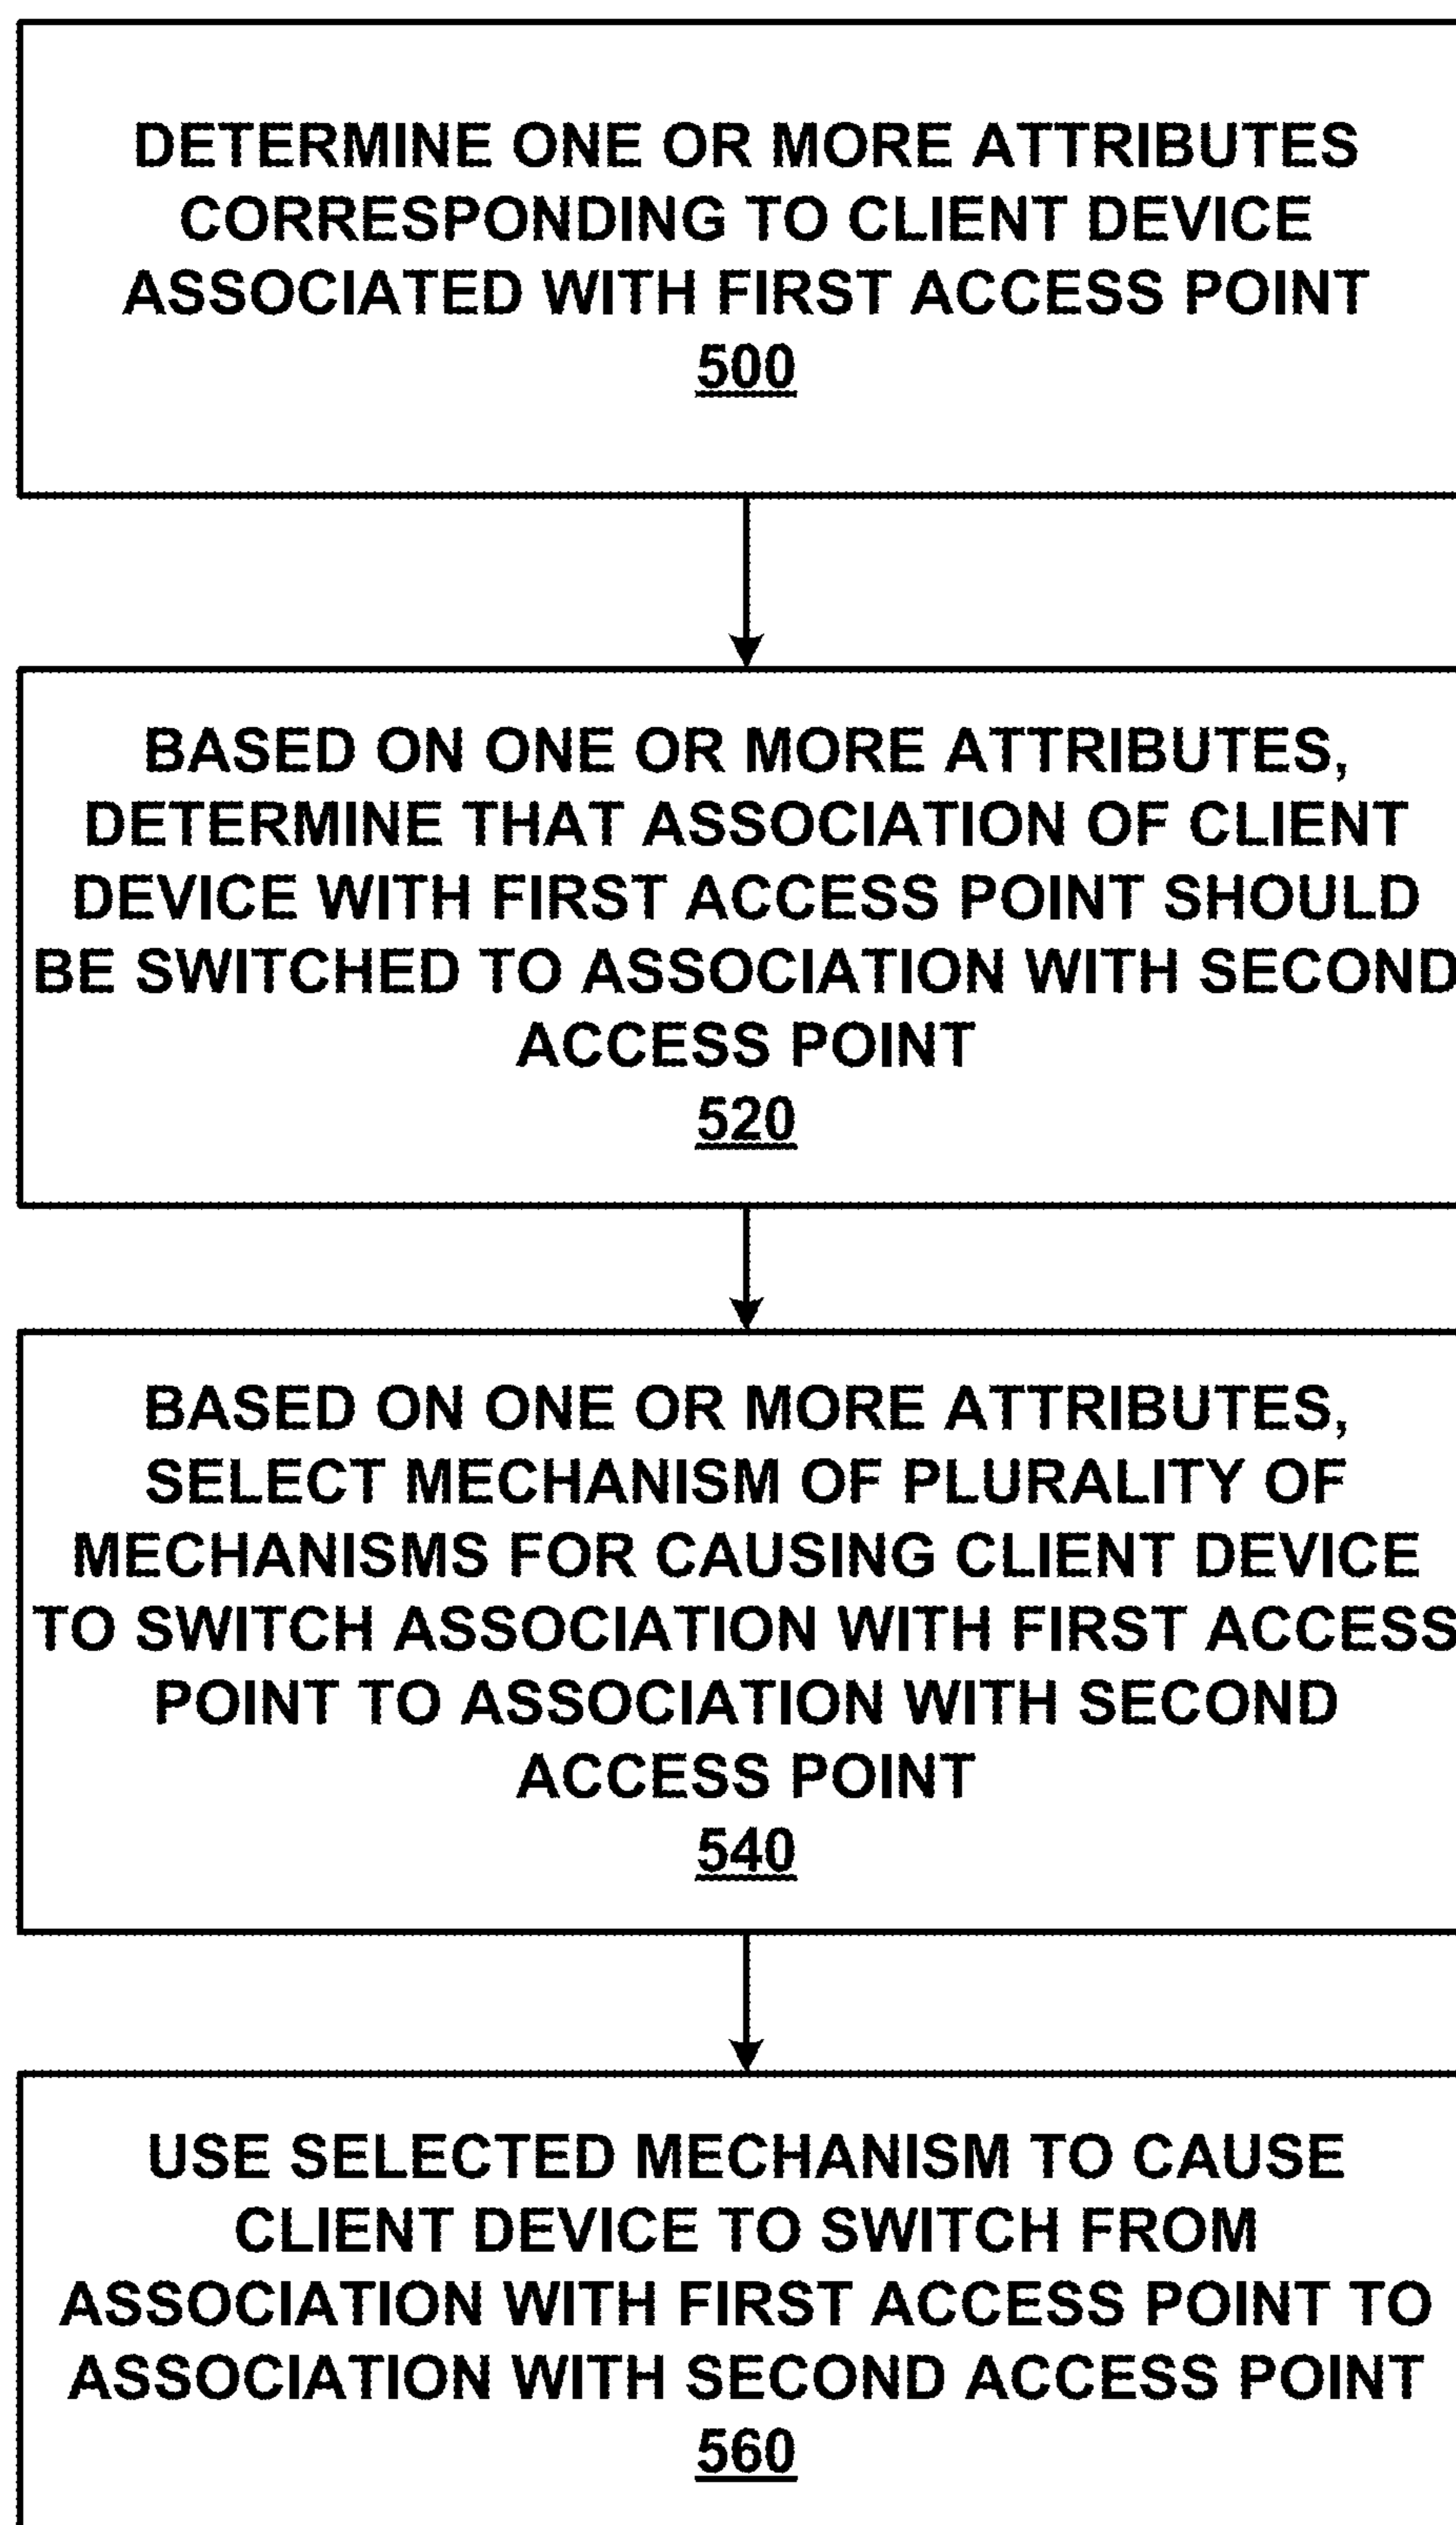 DETERMINE ONE OR MORE ATTRIBUTES
CORRESPONDING TO CLIENT DEVICE
ASSOCIATED WITH FIRST ACCESS POINT
500
BASED ON ONE OR MORE ATTRIBUTES,
DETERMINE THAT ASSOCIATION OF CLIENT
DEVICE WITH FIRST ACCESS POINT SHOULD
BE SWITCHED TO ASSOCIATION WITH SECOND
ACCESS POINT
520
BASED ON ONE OR MORE ATTRIBUTES,
SELECT MECHANISM OF PLURALITY OF
MECHANISMS FOR CAUSING CLIENT DEVICE
TO SWITCH ASSOCIATION WITH FIRST ACCESS
POINT TO ASSOCIATION WITH SECOND
ACCESS POINT
540
USE SELECTED MECHANISM TO CAUSE
CLIENT DEVICE TO SWITCH FROM
ASSOCIATION WITH FIRST ACCESS POINT TO
ASSOCIATION WITH SECOND ACCESS POINT
560